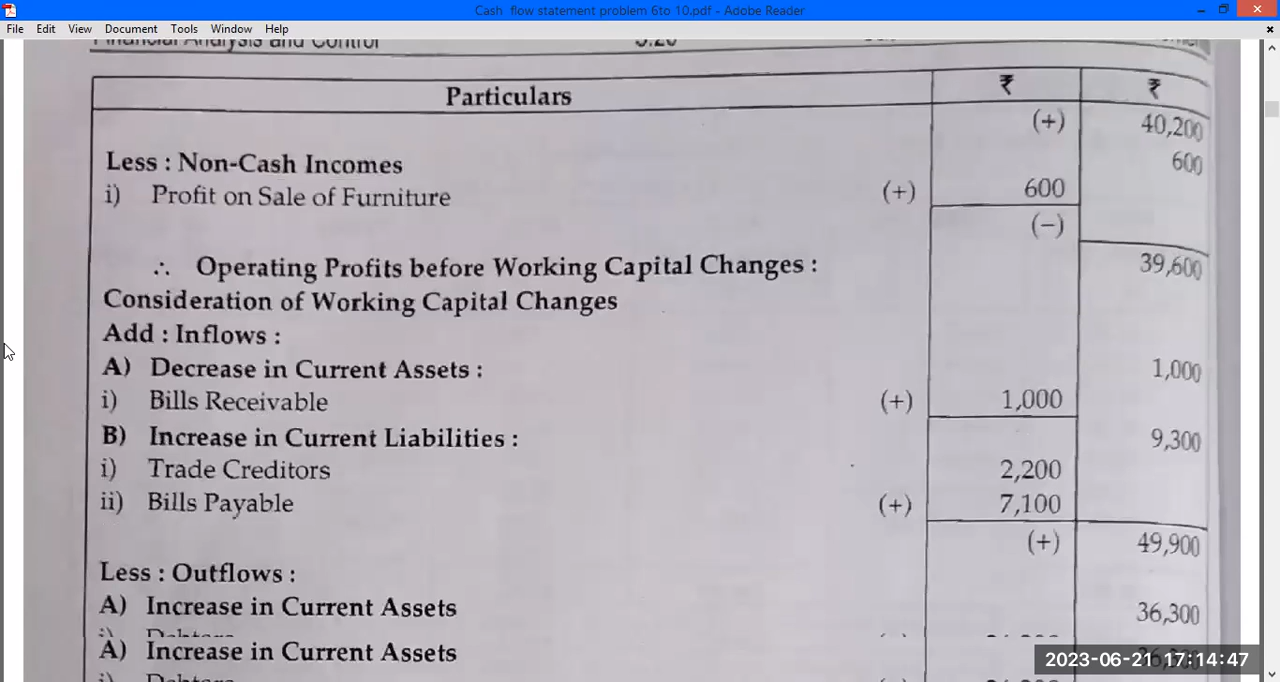 Cash flow statement problem 6to 10.pdf - Adobe Reader
File Edit View Document Tools Window Help
Financial Analysis and Control
Particulars ₹ ₹
(+) 40,200
Less : Non-Cash Incomes 600
i) Profit on Sale of Furniture (+) 600
(−)
∴ Operating Profits before Working Capital Changes : 39,600
Consideration of Working Capital Changes
Add : Inflows :
A) Decrease in Current Assets : 1,000
i) Bills Receivable (+) 1,000
B) Increase in Current Liabilities : 9,300
i) Trade Creditors 2,200
ii) Bills Payable (+) 7,100
(+) 49,900
Less : Outflows :
A) Increase in Current Assets 36,300
A) Increase in Current Assets
2023-06-21 17:14:47